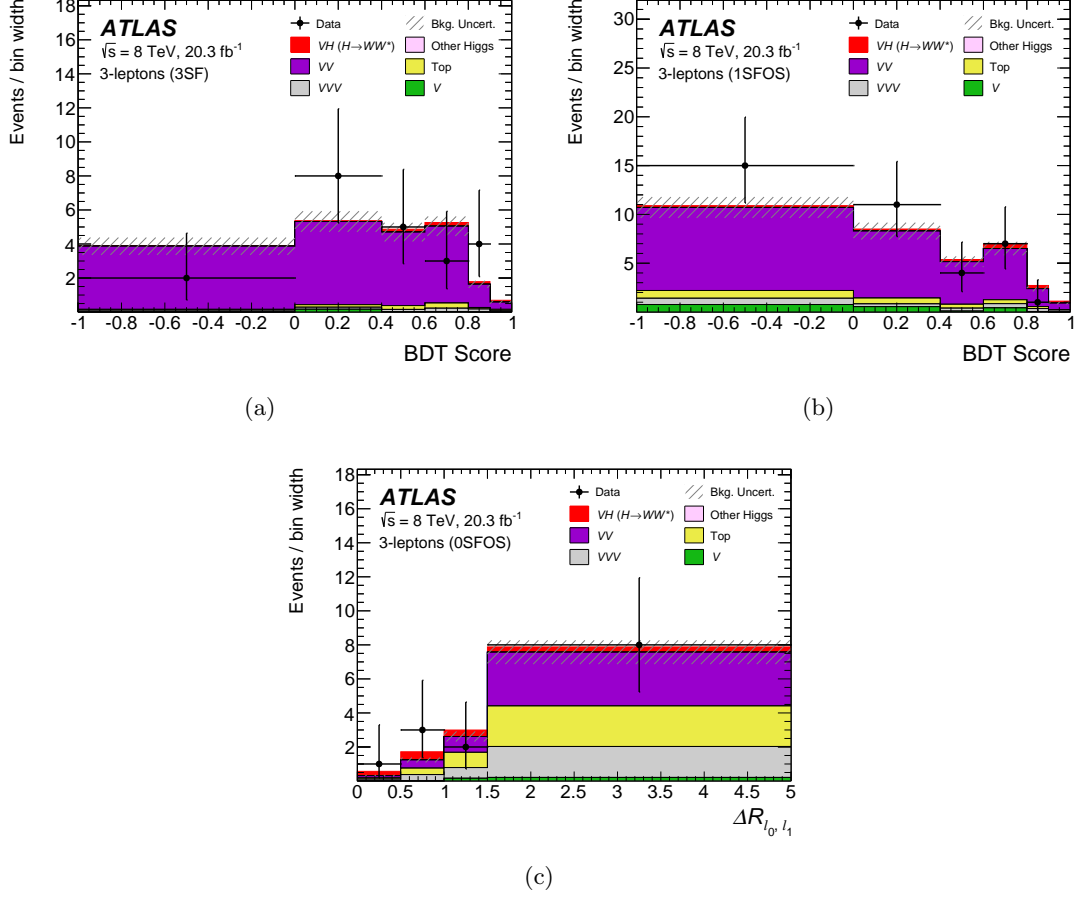 Events / bin width
18
16
14
12
10
8
6
4
2
ATLAS
√s = 8 TeV, 20.3 fb⁻¹
3-leptons (3SF)
Data
VH (H→WW*)
VV
VVV
Bkg. Uncert.
Other Higgs
Top
V
-1 -0.8 -0.6 -0.4 -0.2 0 0.2 0.4 0.6 0.8 1
BDT Score
(a)
Events / bin width
30
25
20
15
10
5
ATLAS
√s = 8 TeV, 20.3 fb⁻¹
3-leptons (1SFOS)
Data
VH (H→WW*)
VV
VVV
Bkg. Uncert.
Other Higgs
Top
V
-1 -0.8 -0.6 -0.4 -0.2 0 0.2 0.4 0.6 0.8 1
BDT Score
(b)
Events / bin width
18
16
14
12
10
8
6
4
2
ATLAS
√s = 8 TeV, 20.3 fb⁻¹
3-leptons (0SFOS)
Data
VH (H→WW*)
VV
VVV
Bkg. Uncert.
Other Higgs
Top
V
0 0.5 1 1.5 2 2.5 3 3.5 4 4.5 5
ΔR l₀, l₁
(c)